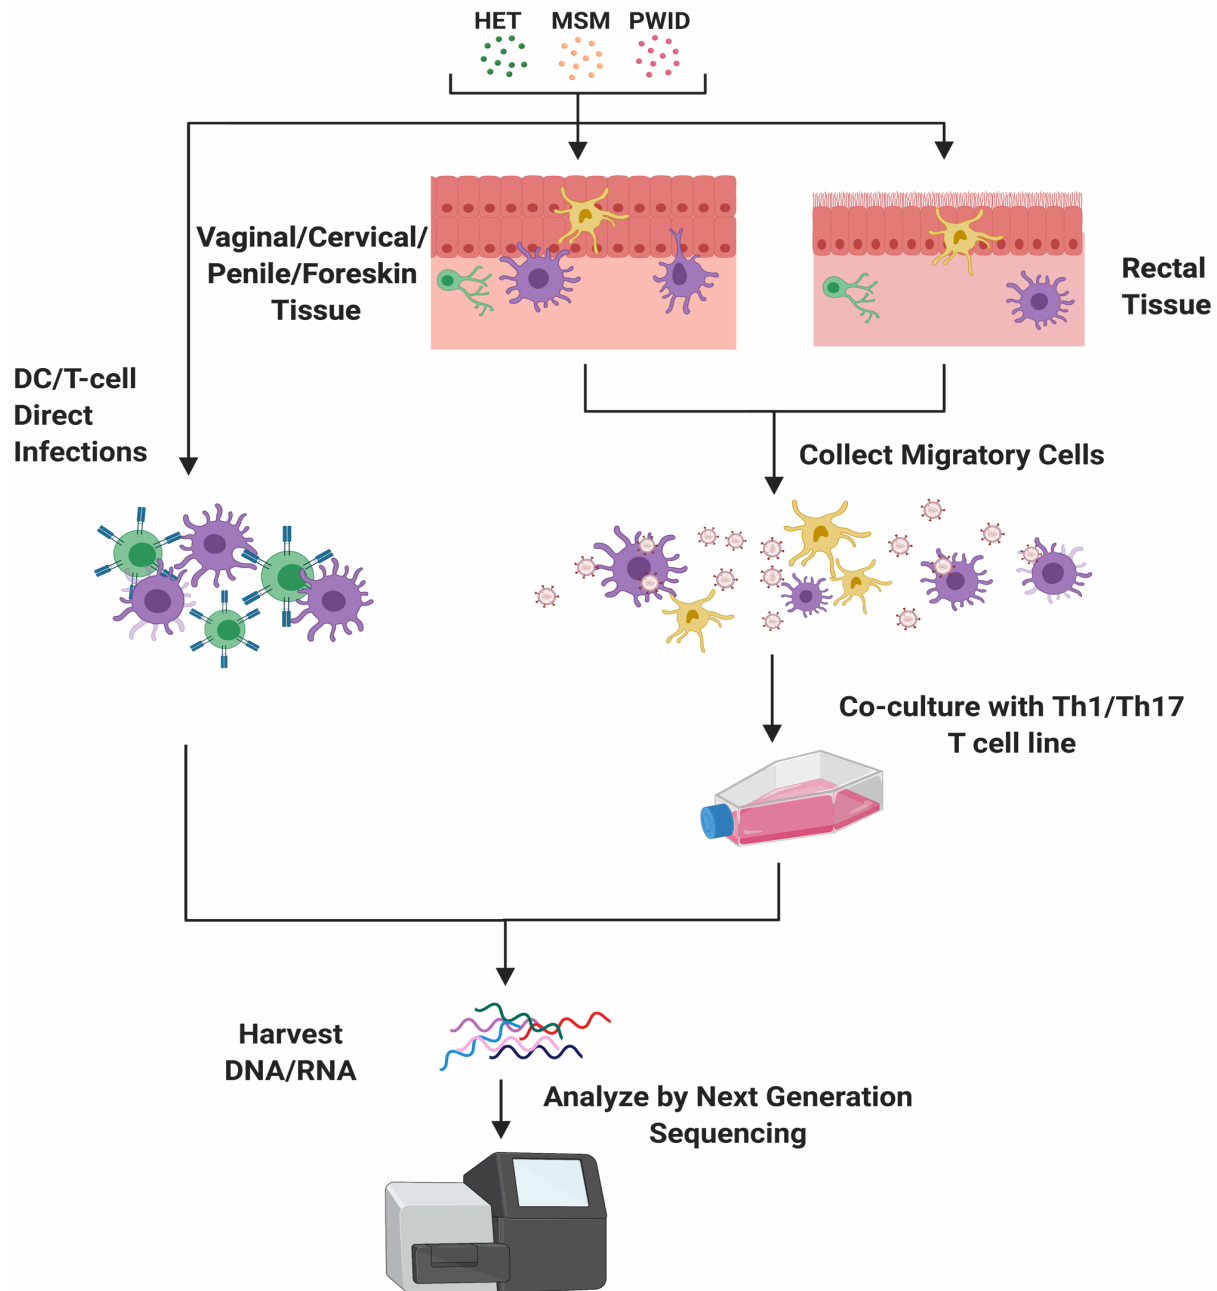 HET MSM PWID
Vaginal/Cervical/
Penile/Foreskin
Tissue
Rectal
Tissue
DC/T-cell
Direct
Infections
Collect Migratory Cells
Co-culture with Th1/Th17
T cell line
Harvest
DNA/RNA
Analyze by Next Generation
Sequencing